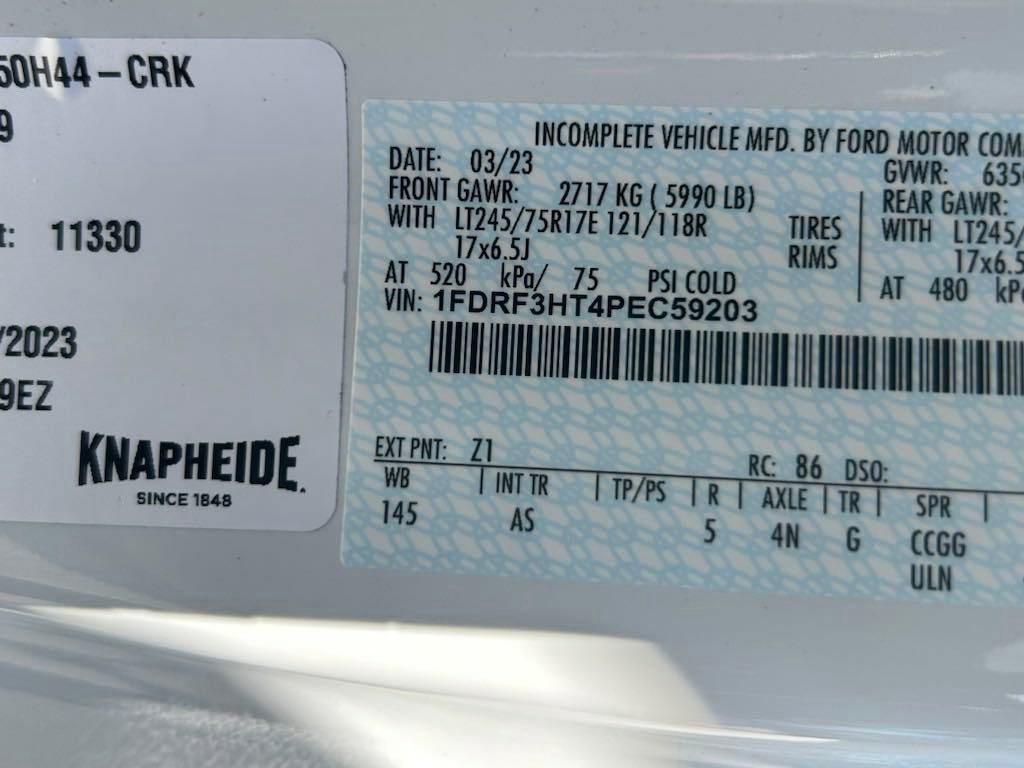 50H44-CRK
9
t: 11330
/2023
9EZ
KNAPHEIDE
SINCE 1848
INCOMPLETE VEHICLE MFD. BY FORD MOTOR COM
DATE: 03/23 GVWR: 635
FRONT GAWR: 2717 KG ( 5990 LB) REAR GAWR:
WITH LT245/75R17E 121/118R TIRES WITH LT245/
17x6.5J RIMS 17x6.5
AT 520 kPa/ 75 PSI COLD AT 480 kP
VIN: 1FDRF3HT4PEC59203
EXT PNT: Z1 RC: 86 DSO:
WB | INT TR | TP/PS | R | AXLE | TR | SPR |
145 AS 5 4N G CCGG
ULN